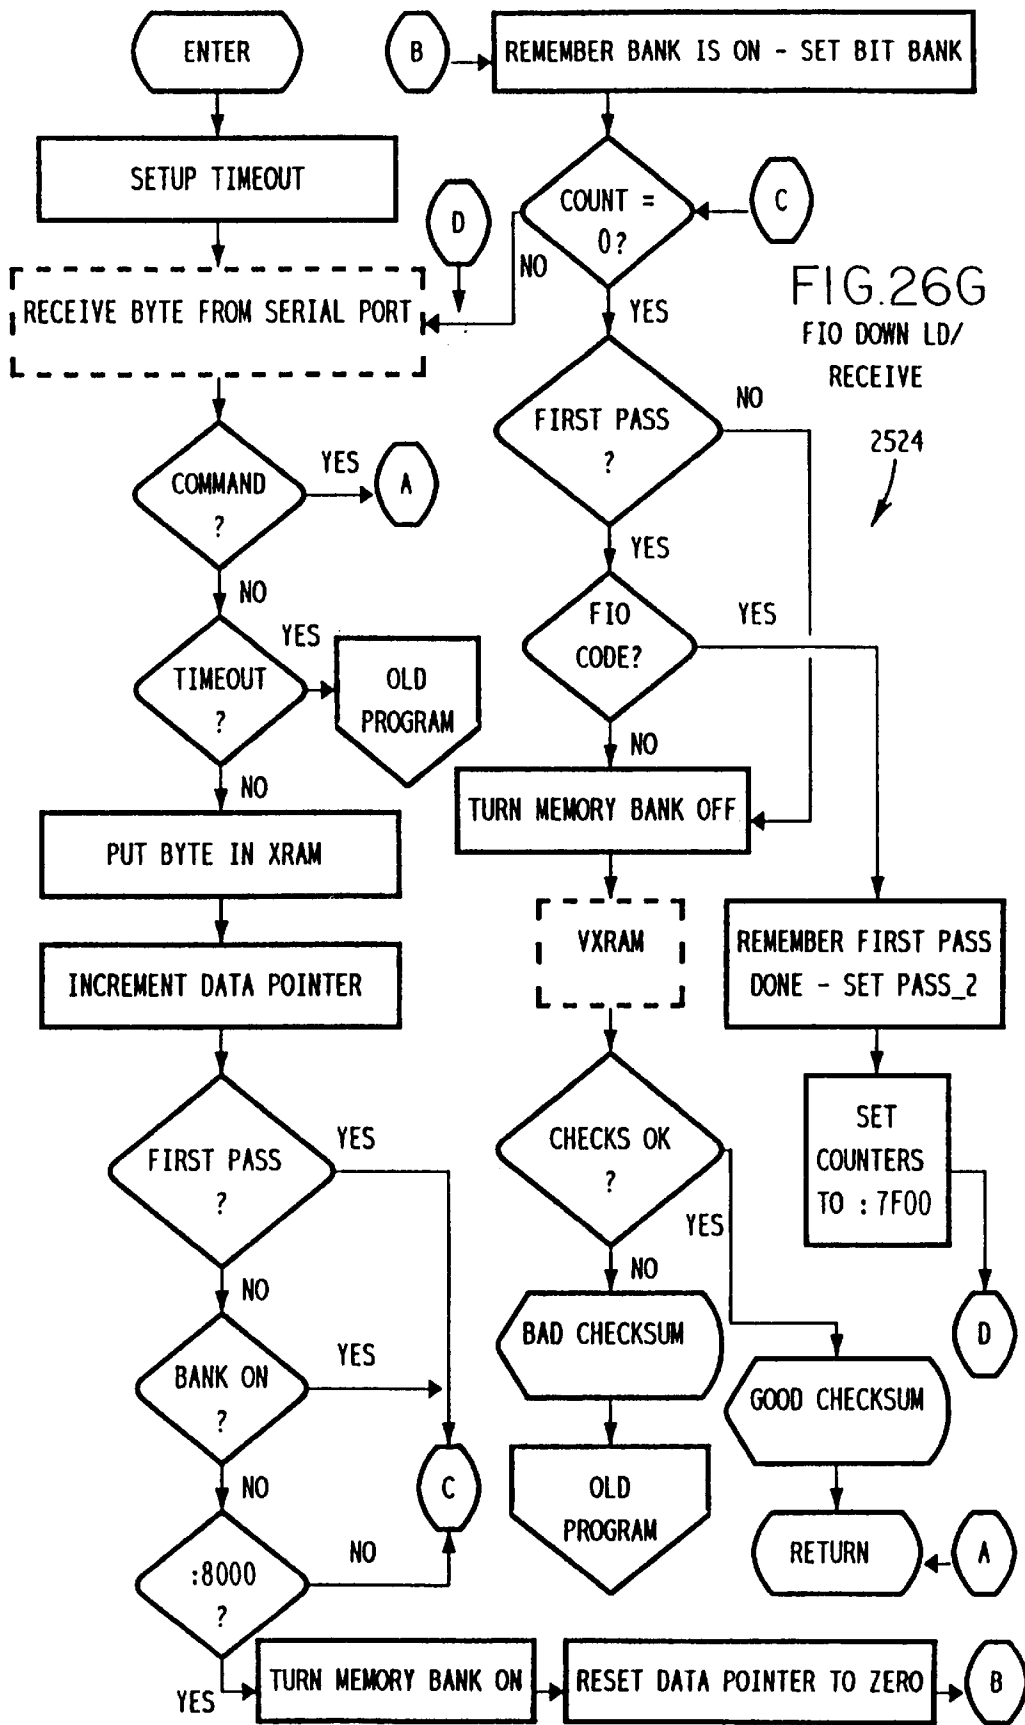 ENTER
SETUP TIMEOUT
RECEIVE BYTE FROM SERIAL PORT
COMMAND
?
YES
A
NO
TIMEOUT
?
YES
OLD
PROGRAM
NO
PUT BYTE IN XRAM
INCREMENT DATA POINTER
FIRST PASS
?
YES
NO
BANK ON
?
YES
C
NO
:8000
?
NO
YES
TURN MEMORY BANK ON
RESET DATA POINTER TO ZERO
B
B
REMEMBER BANK IS ON - SET BIT BANK
D
COUNT =
0?
C
NO
YES
FIG.26G
FIO DOWN LD/
RECEIVE
2524
FIRST PASS
?
NO
YES
FIO
CODE?
YES
NO
TURN MEMORY BANK OFF
VXRAM
REMEMBER FIRST PASS
DONE - SET PASS_2
SET
COUNTERS
TO :7F00
D
CHECKS OK
?
YES
NO
BAD CHECKSUM
GOOD CHECKSUM
OLD
PROGRAM
RETURN
A